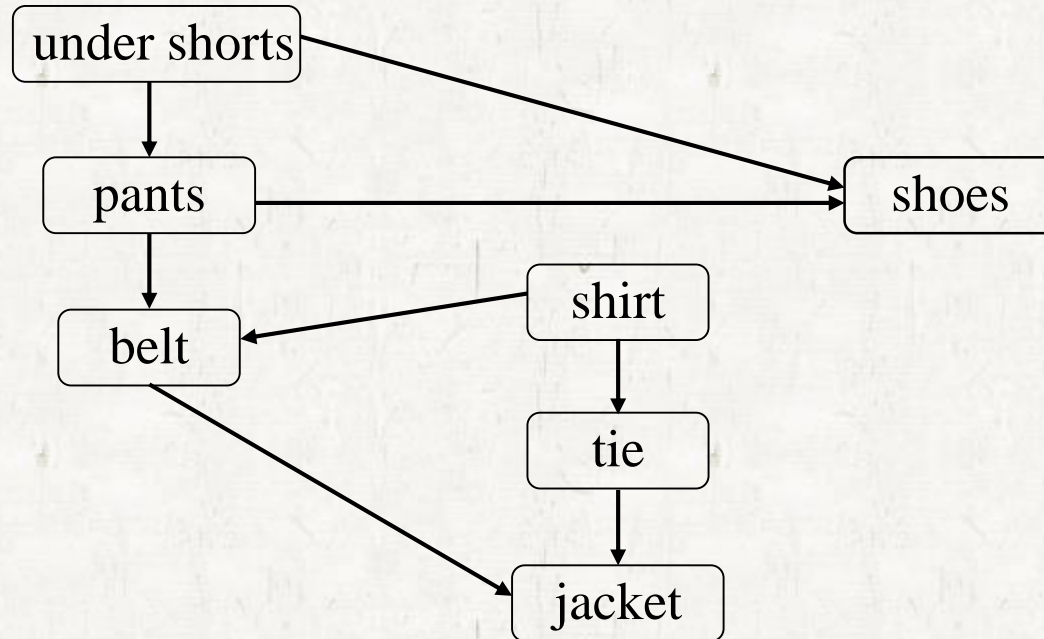 under shorts
pants
shoes
shirt
belt
tie
jacket